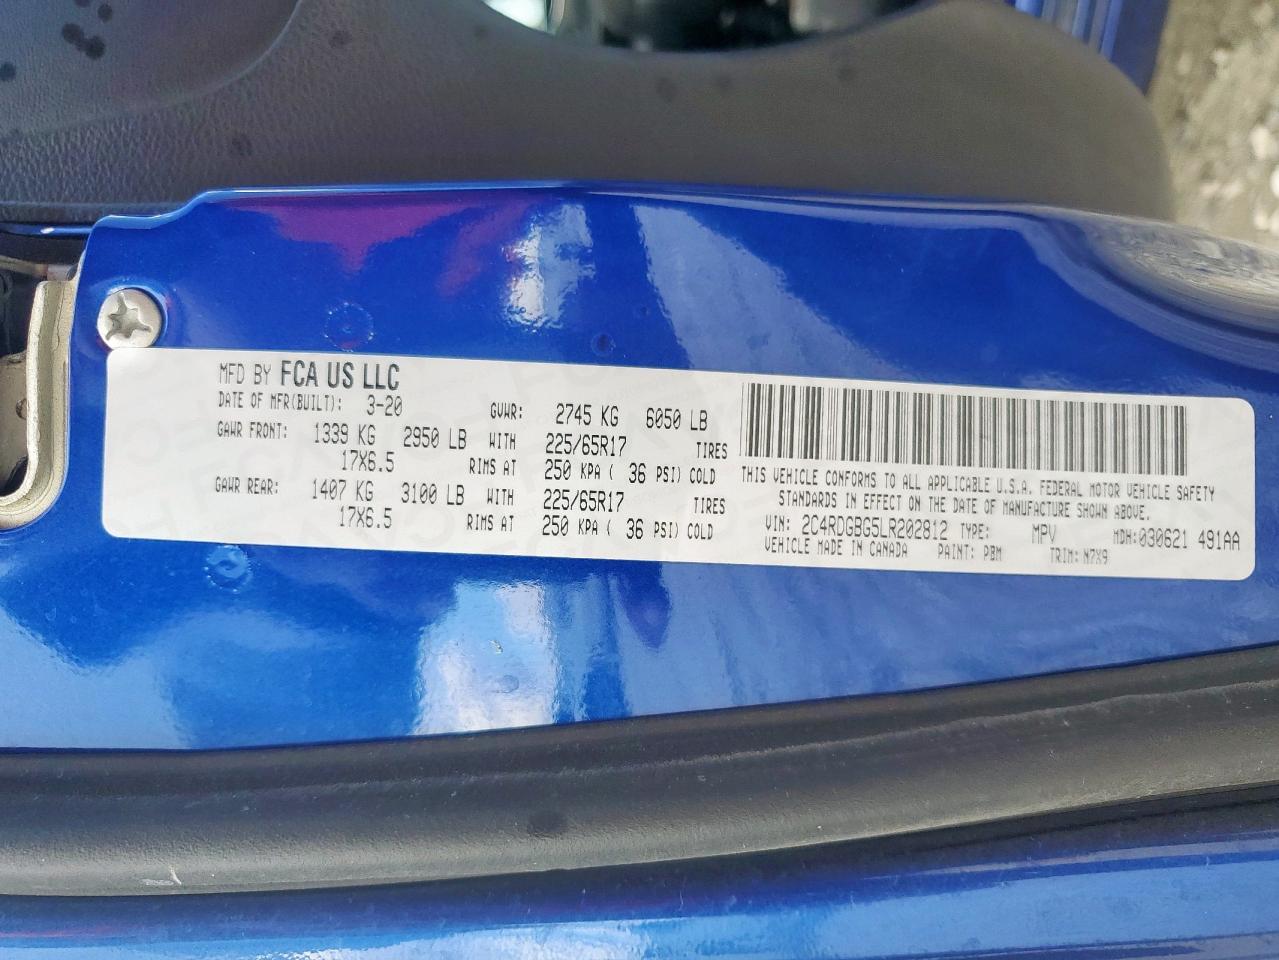 MFD BY FCA US LLC
DATE OF MFR(BUILT): 3-20 GVWR: 2745 KG 6050 LB
GAWR FRONT: 1339 KG 2950 LB WITH 225/65R17 TIRES
17X6.5 RIMS AT 250 KPA ( 36 PSI) COLD
GAWR REAR: 1407 KG 3100 LB WITH 225/65R17 TIRES
17X6.5 RIMS AT 250 KPA ( 36 PSI) COLD
THIS VEHICLE CONFORMS TO ALL APPLICABLE U.S.A. FEDERAL MOTOR VEHICLE SAFETY
STANDARDS IN EFFECT ON THE DATE OF MANUFACTURE SHOWN ABOVE.
VIN: 2C4RDGBG5LR202812 TYPE: MPV MDH:030621 491AA
VEHICLE MADE IN CANADA PAINT: PBM TRIM: N7X9